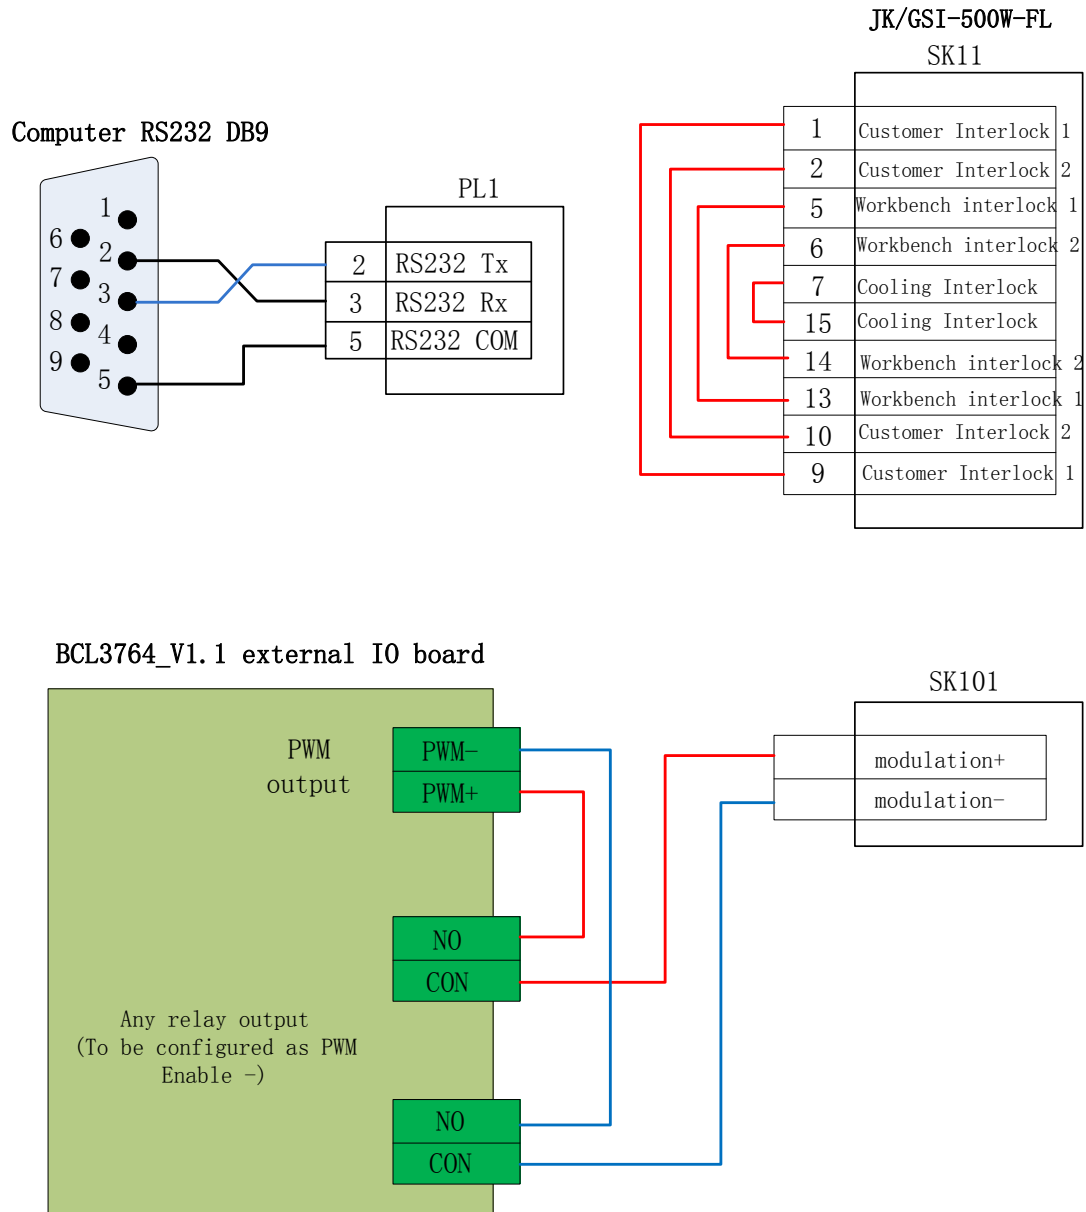 JK/GSI-500W-FL
SK11
1 Customer Interlock 1
2 Customer Interlock 2
5 Workbench interlock 1
6 Workbench interlock 2
7 Cooling Interlock
15 Cooling Interlock
14 Workbench interlock 2
13 Workbench interlock 1
10 Customer Interlock 2
9 Customer Interlock 1
Computer RS232 DB9
1
6
2
7
3
8
4
9
5
PL1
2 RS232 Tx
3 RS232 Rx
5 RS232 COM
BCL3764_V1.1 external IO board
PWM
output
PWM-
PWM+
NO
CON
Any relay output
(To be configured as PWM
Enable -)
NO
CON
SK101
modulation+
modulation-